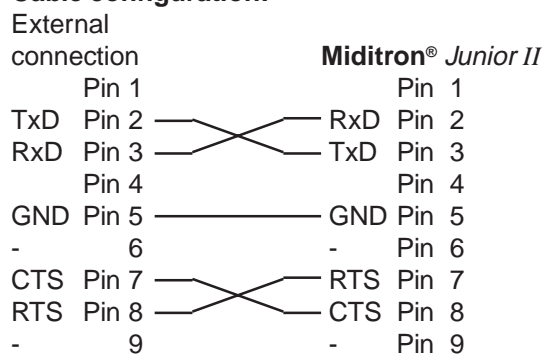 External
connection Miditron® Junior II
Pin 1 Pin 1
TxD Pin 2 RxD Pin 2
RxD Pin 3 TxD Pin 3
Pin 4 Pin 4
GND Pin 5 GND Pin 5
- 6 - Pin 6
CTS Pin 7 RTS Pin 7
RTS Pin 8 CTS Pin 8
- 9 - Pin 9